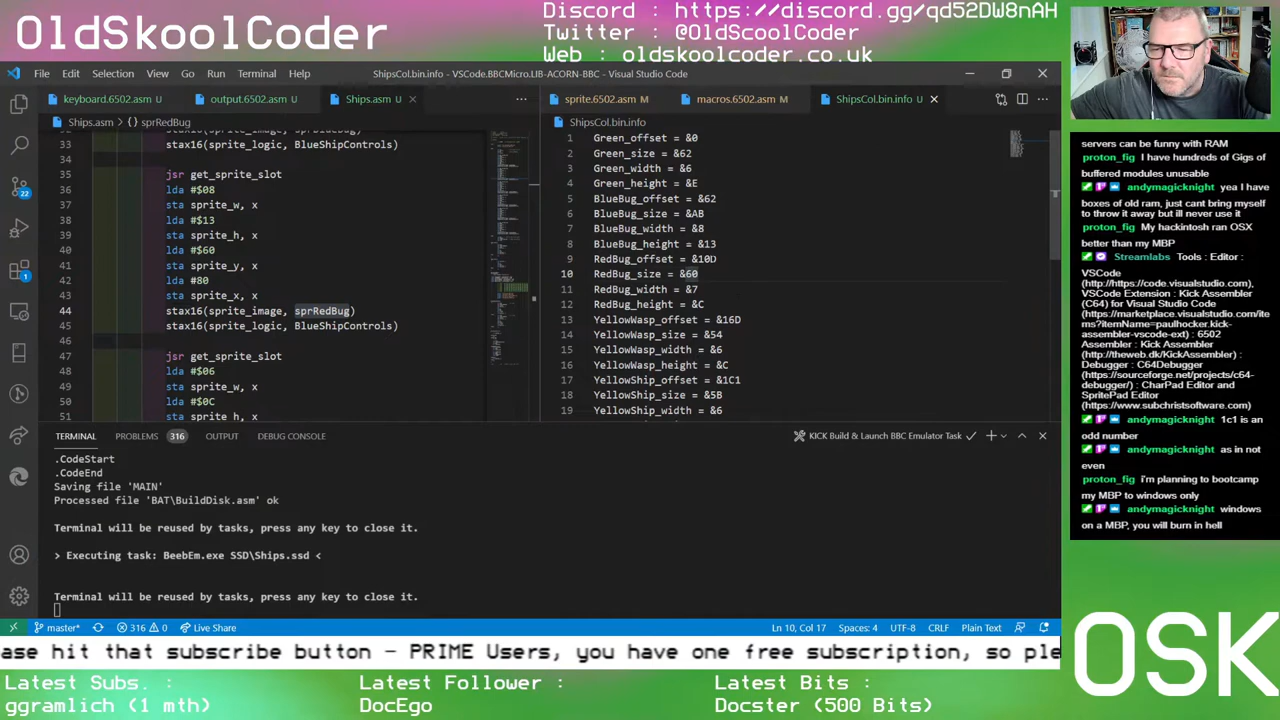 OldSkoolCoder
Discord : https://discord.gg/qd52DW8nAH
Twitter : @OldScoolCoder
Web : oldskoolcoder.co.uk
File Edit Selection View Go Run Terminal Help
ShipsCol.bin.info - VSCode.BBCMicro.LIB-ACORN-BBC - Visual Studio Code
keyboard.6502.asm U
output.6502.asm U
Ships.asm U
sprite.6502.asm M
macros.6502.asm M
ShipsCol.bin.info U
Ships.asm > {} sprRedBug
33 stax16(sprite_logic, BlueShipControls)
34
35 jsr get_sprite_slot
36 lda #$08
37 sta sprite_w, x
38 lda #$13
39 sta sprite_h, x
40 lda #$60
41 sta sprite_y, x
42 lda #80
43 sta sprite_x, x
44 stax16(sprite_image, sprRedBug)
45 stax16(sprite_logic, BlueShipControls)
46
47 jsr get_sprite_slot
48 lda #$06
49 sta sprite_w, x
50 lda #$0C
51 sta sprite_h, x
ShipsCol.bin.info
1 Green_offset = &0
2 Green_size = &62
3 Green_width = &6
4 Green_height = &E
5 BlueBug_offset = &62
6 BlueBug_size = &AB
7 BlueBug_width = &8
8 BlueBug_height = &13
9 RedBug_offset = &10D
10 RedBug_size = &60
11 RedBug_width = &7
12 RedBug_height = &C
13 YellowWasp_offset = &16D
14 YellowWasp_size = &54
15 YellowWasp_width = &6
16 YellowWasp_height = &C
17 YellowShip_offset = &1C1
18 YellowShip_size = &5B
19 YellowShip_width = &6
22
1
TERMINAL PROBLEMS 316 OUTPUT DEBUG CONSOLE
KICK Build & Launch BBC Emulator Task
.CodeStart
.CodeEnd
Saving file 'MAIN'
Processed file 'BAT\BuildDisk.asm' ok
Terminal will be reused by tasks, press any key to close it.
> Executing task: BeebEm.exe SSD\Ships.ssd <
Terminal will be reused by tasks, press any key to close it.
master* 316 0 Live Share
Ln 10, Col 17 Spaces: 4 UTF-8 CRLF Plain Text
servers can be funny with RAM
proton_fig I have hundreds of Gigs of
buffered modules unusable
andymagicknight yea I have
boxes of old ram, just cant bring myself
to throw it away but ill never use it
proton_fig My hackintosh ran OSX
better than my MBP
Streamlabs Tools : Editor :
VSCode
(http://https://code.visualstudio.com),
VSCode Extension : Kick Assembler
(C64) for Visual Studio Code
(https://marketplace.visualstudio.com/ite
ms?itemName=paulhocker.kick-
assembler-vscode-ext) : 6502
Assembler : Kick Assembler
(http://theweb.dk/KickAssembler) :
Debugger : C64Debugger
(https://sourceforge.net/projects/c64-
debugger/) : CharPad Editor and
SpritePad Editor
(https://www.subchristsoftware.com)
andymagicknight 1c1 is an
odd number
andymagicknight as in not
even
proton_fig i'm planning to bootcamp
my MBP to windows only
andymagicknight windows
on a MBP, you will burn in hell
OSK
ase hit that subscribe button - PRIME Users, you have one free subscription, so ple
Latest Subs. :
ggramlich (1 mth)
Latest Follower :
DocEgo
Latest Bits :
Docster (500 Bits)